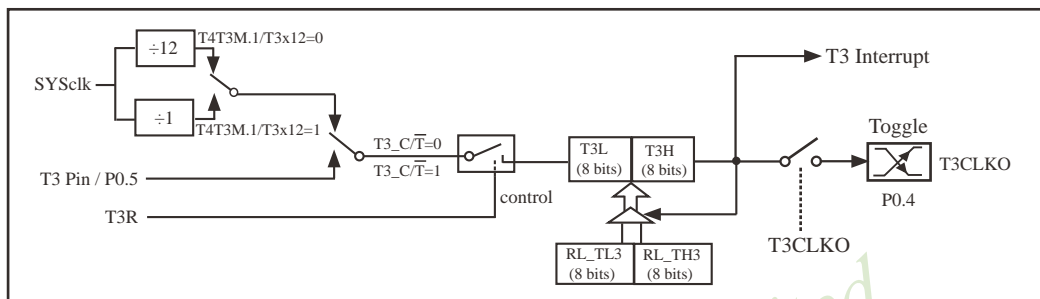 ÷12
T4T3M.1/T3x12=0
SYSclk
÷1
T4T3M.1/T3x12=1
T3 Pin / P0.5
T3R
T3_C/T̅=0
T3_C/T̅=1
control
T3L
(8 bits)
T3H
(8 bits)
RL_TL3
(8 bits)
RL_TH3
(8 bits)
T3 Interrupt
Toggle
T3CLKO
P0.4
T3CLKO